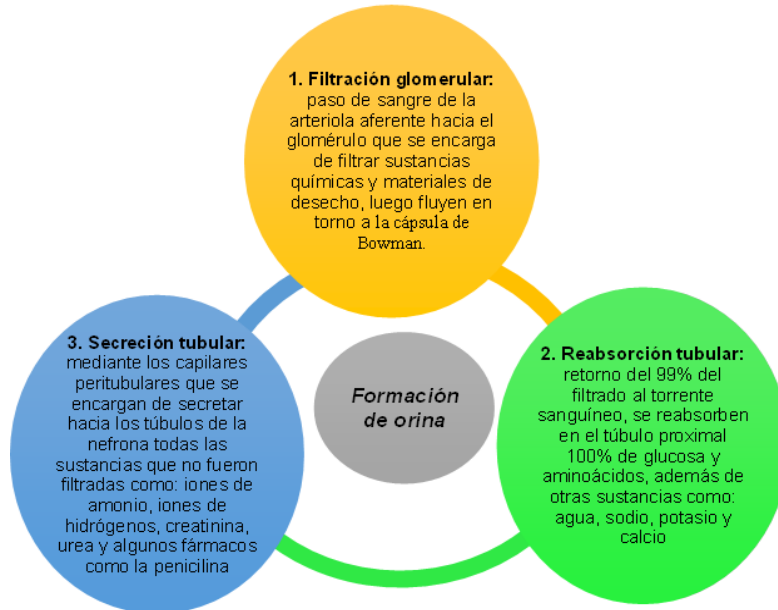 1. Filtración glomerular:
paso de sangre de la
arteriola aferente hacia el
glomérulo que se encarga
de filtrar sustancias
químicas y materiales de
desecho, luego fluyen en
torno a la cápsula de
Bowman.
2. Reabsorción tubular:
retorno del 99% del
filtrado al torrente
sanguíneo, se reabsorben
en el túbulo proximal
100% de glucosa y
aminoácidos, además de
otras sustancias como:
agua, sodio, potasio y
calcio
3. Secreción tubular:
mediante los capilares
peritubulares que se
encargan de secretar
hacia los túbulos de la
nefrona todas las
sustancias que no fueron
filtradas como: iones de
amonio, iones de
hidrógenos, creatinina,
urea y algunos fármacos
como la penicilina
Formación
de orina